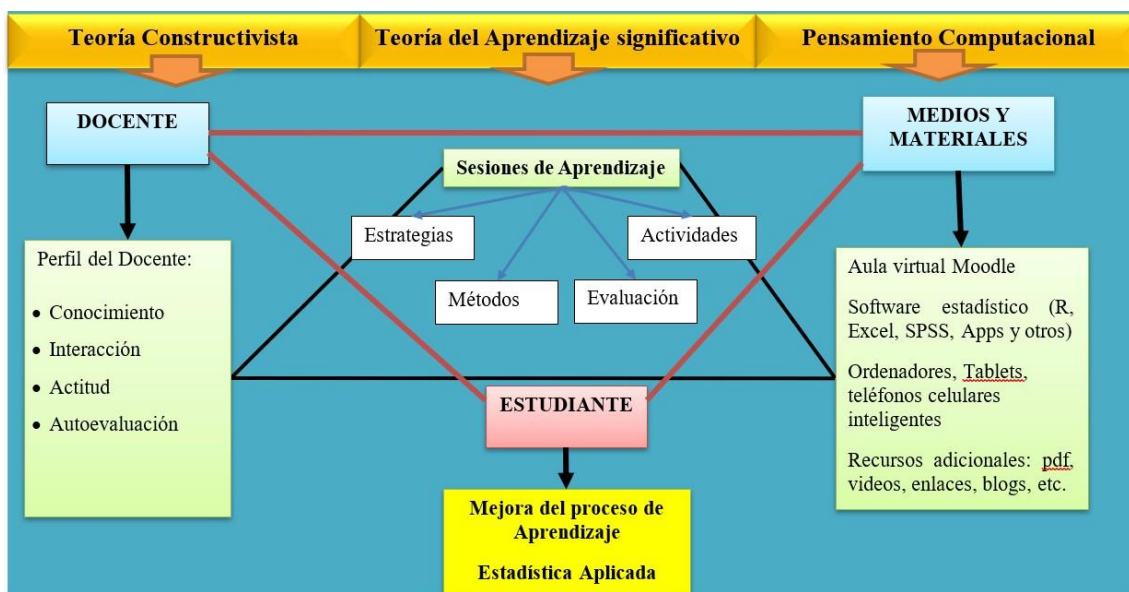 Teoría Constructivista
Teoría del Aprendizaje significativo
Pensamiento Computacional
DOCENTE
MEDIOS Y
MATERIALES
Sesiones de Aprendizaje
Estrategias
Actividades
Métodos
Evaluación
Perfil del Docente:
• Conocimiento
• Interacción
• Actitud
• Autoevaluación
Aula virtual Moodle
Software estadístico (R,
Excel, SPSS, Apps y otros)
Ordenadores, Tablets,
teléfonos celulares
inteligentes
Recursos adicionales: pdf,
videos, enlaces, blogs, etc.
ESTUDIANTE
Mejora del proceso de
Aprendizaje
Estadística Aplicada